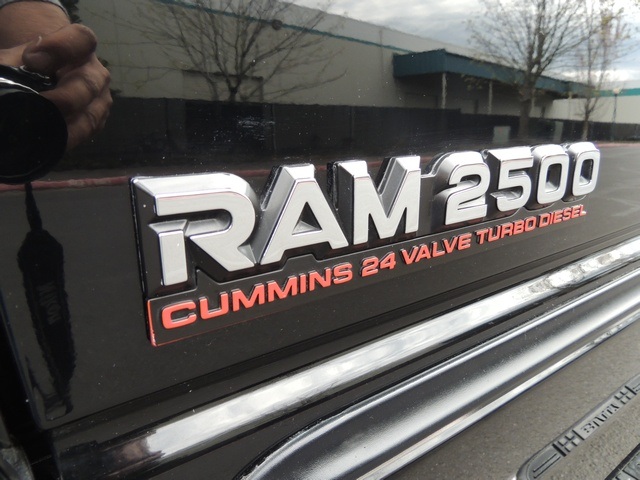 RAM 2500
CUMMINS 24 VALVE TURBO DIESEL